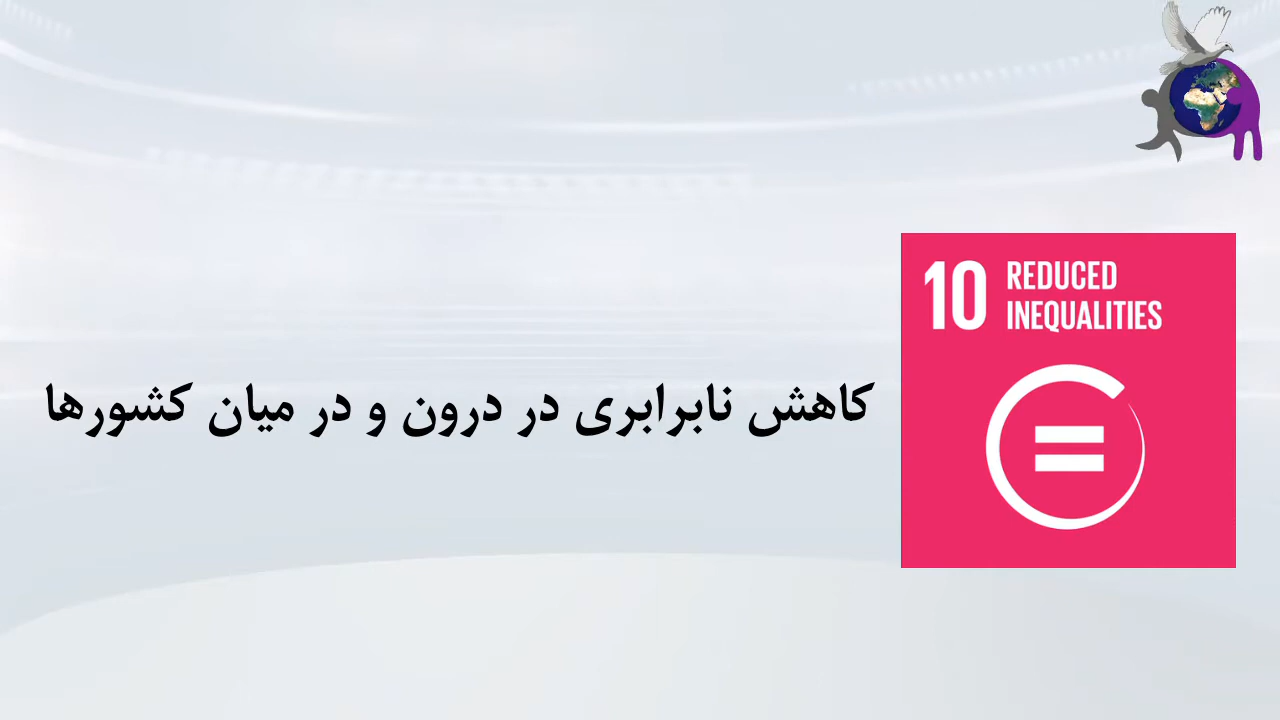 10 REDUCED
INEQUALITIES
کاهش نابرابری در درون و در میان کشورها